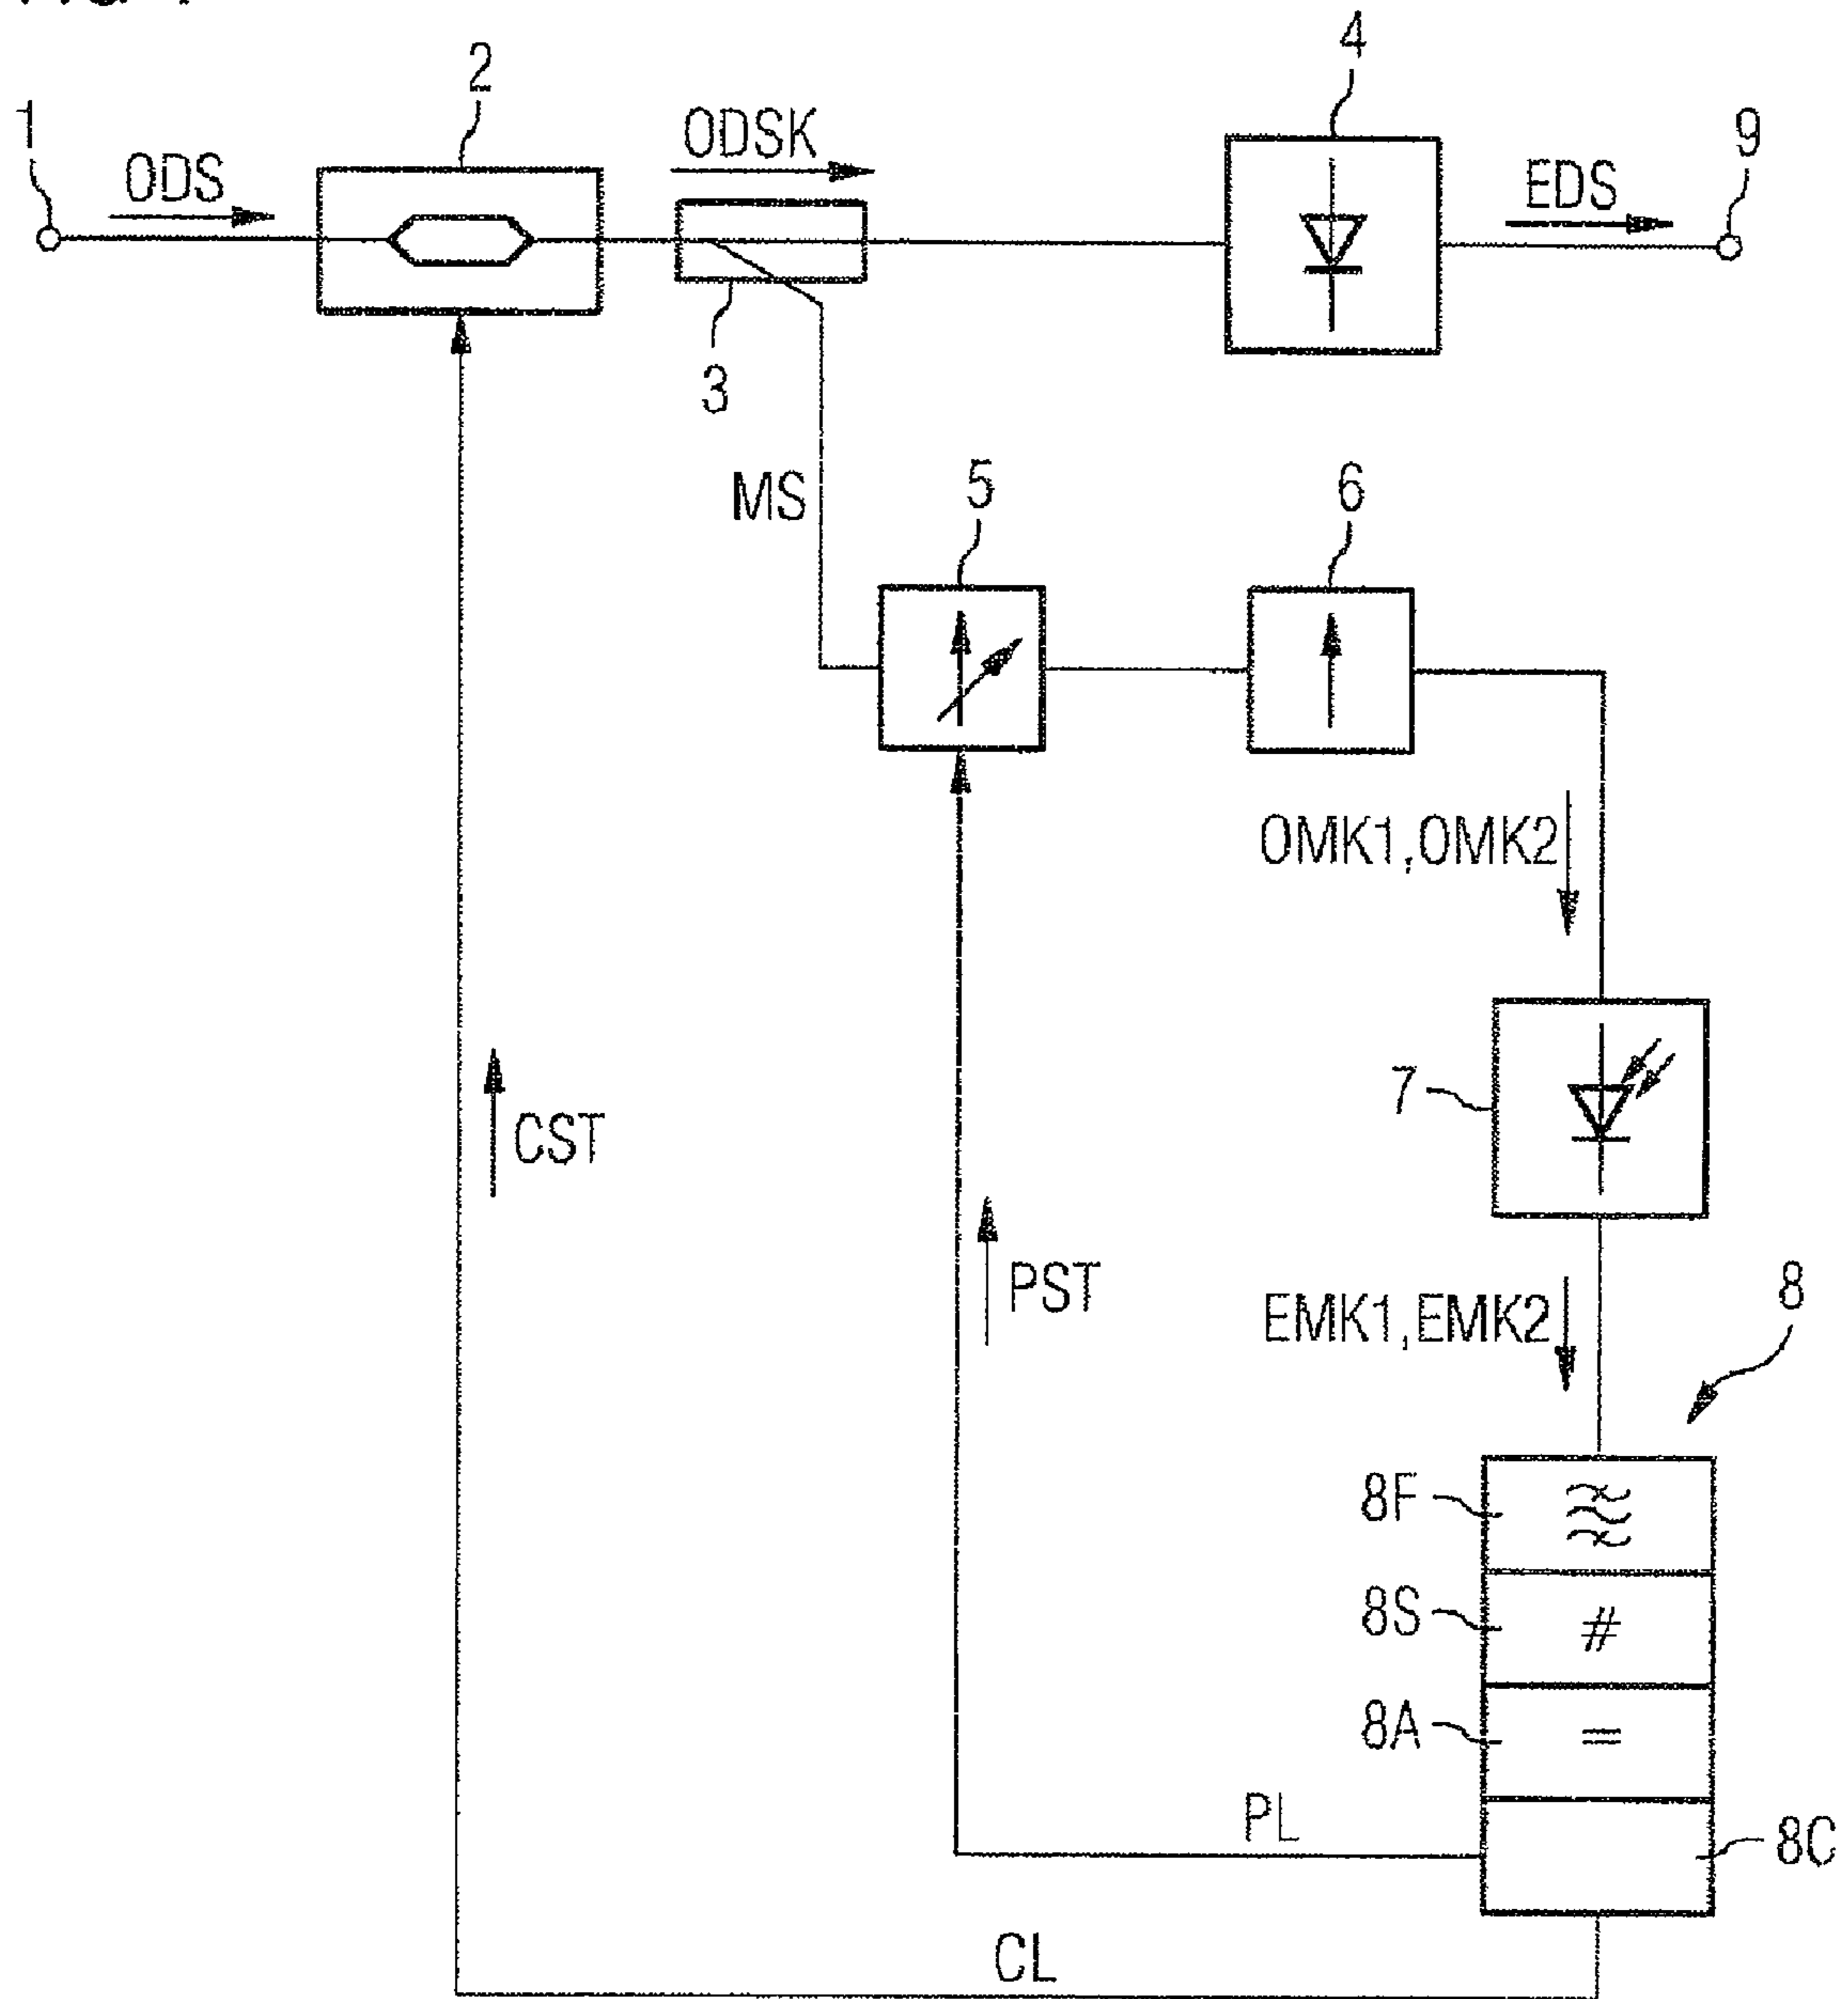 4
2
1
ODS
ODSK
9
EDS
3
MS
5
6
OMK1,OMK2
7
CST
PST
EMK1,EMK2
8
8F
8S
#
8A
=
PL
8C
CL